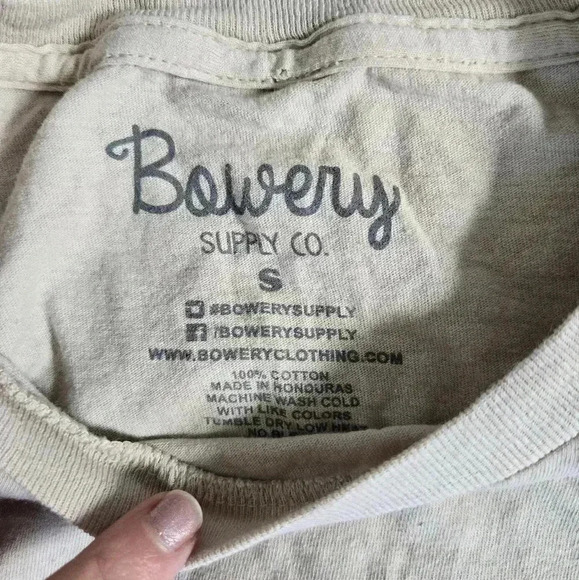 Bowery
SUPPLY CO.
S
#BOWERYSUPPLY
/BOWERYSUPPLY
WWW.BOWERYCLOTHING.COM
100% COTTON
MADE IN HONDURAS
MACHINE WASH COLD
WITH LIKE COLORS
TUMBLE DRY LOW HEAT
NO